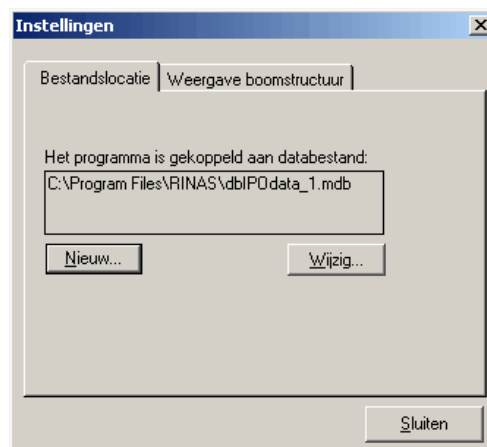 Instellingen
Bestandslocatie
Weergave boomstructuur
Het programma is gekoppeld aan databestand:
C:\Program Files\RINAS\dbIPOdata_1.mdb
Nieuw...
Wijzig...
Sluiten